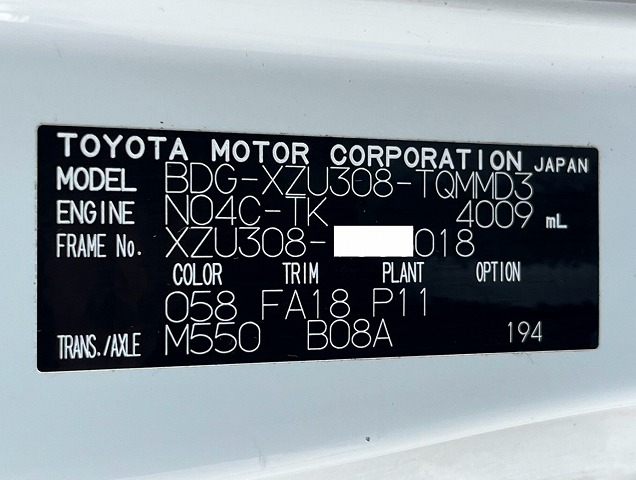 TOYOTA MOTOR CORPORATION JAPAN
MODEL BDG-XZU308-TQMMD3
ENGINE N04C-TK 4009 mL
FRAME No. XZU308- 018
COLOR TRIM PLANT OPTION
058 FA18 P11
TRANS./AXLE M550 B08A 194